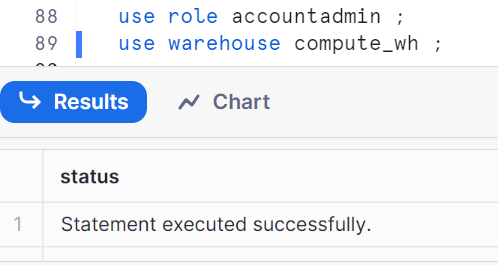 88 use role accountadmin ;
89 use warehouse compute_wh ;
Results Chart
status
1 Statement executed successfully.